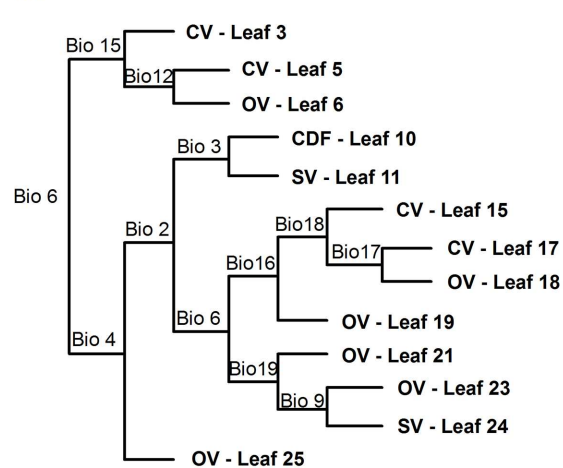 CV - Leaf 3
Bio 15
CV - Leaf 5
Bio12
OV - Leaf 6
CDF - Leaf 10
Bio 3
SV - Leaf 11
Bio 6
CV - Leaf 15
Bio18
Bio 2
CV - Leaf 17
Bio17
Bio16
OV - Leaf 18
Bio 6
OV - Leaf 19
Bio 4
OV - Leaf 21
Bio19
OV - Leaf 23
Bio 9
SV - Leaf 24
OV - Leaf 25